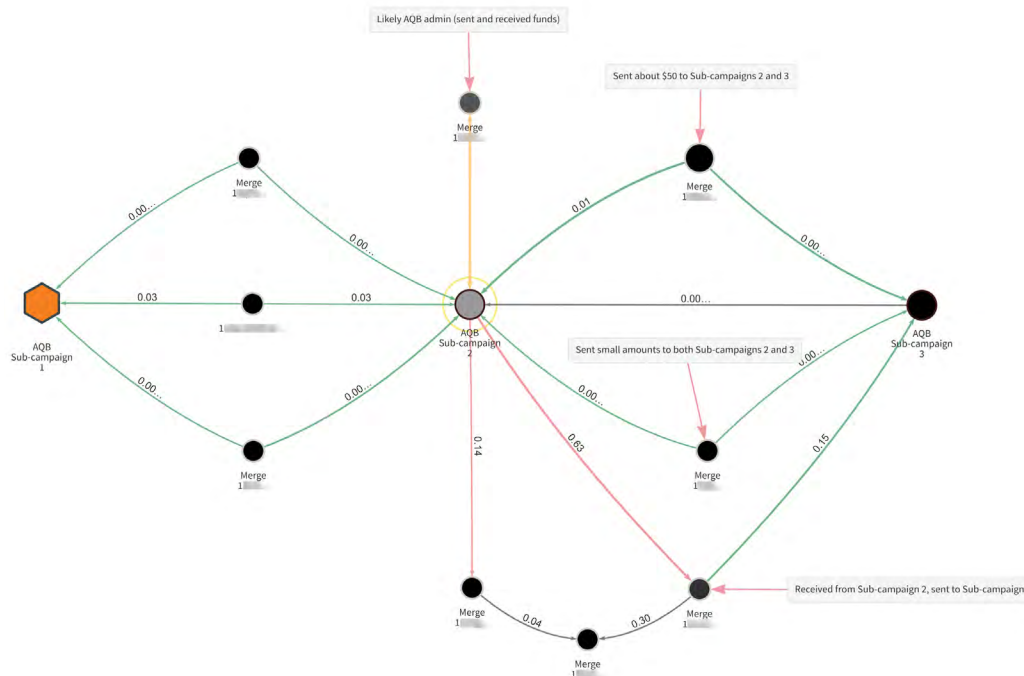 Likely AQB admin (sent and received funds)
Sent about $50 to Sub-campaigns 2 and 3
Merge
1
Merge
1
Merge
1
0.00...
0.00...
0.01
0.00...
0.03
0.03
0.00...
AQB
Sub-campaign
1
AQB
Sub-campaign
2
AQB
Sub-campaign
3
1
Sent small amounts to both Sub-campaigns 2 and 3
0.00...
0.00...
0.00...
0.00...
0.14
0.63
0.15
Merge
1
Merge
1
Received from Sub-campaign 2, sent to Sub-campaign
Merge
1
Merge
1
0.04
0.30
Merge
1